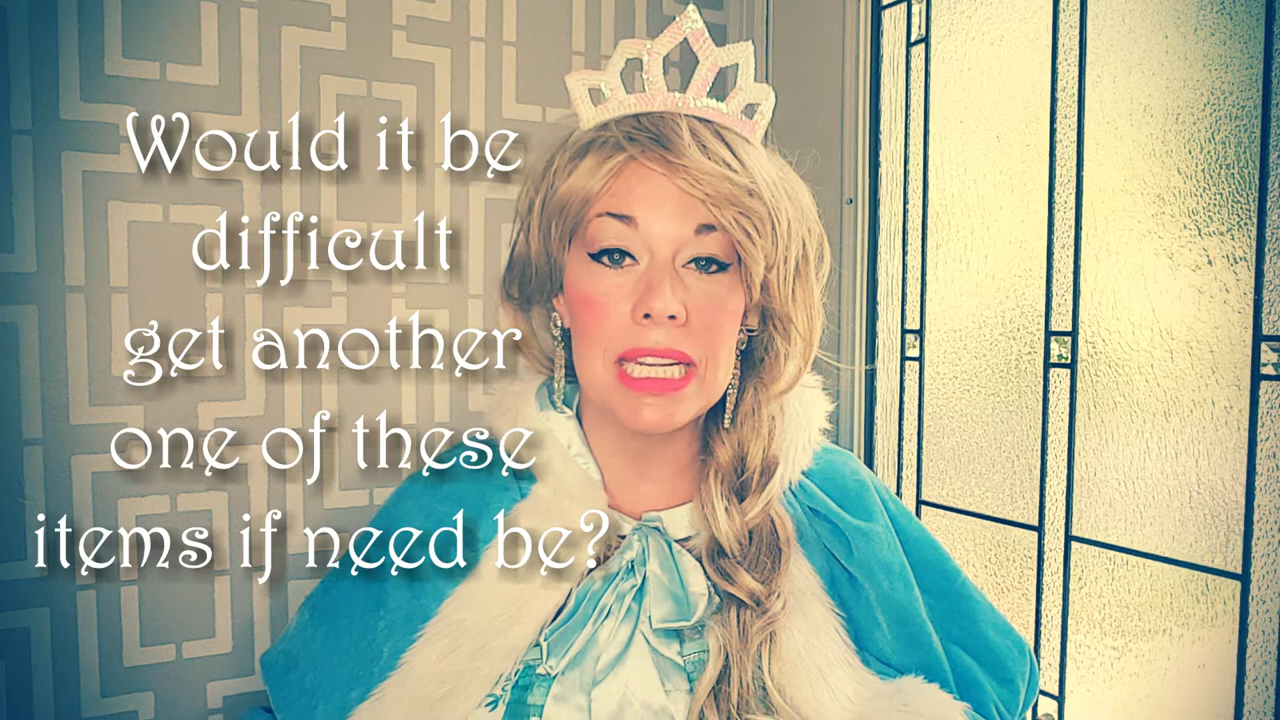 Would it be
difficult
get another
one of these
items if need be?